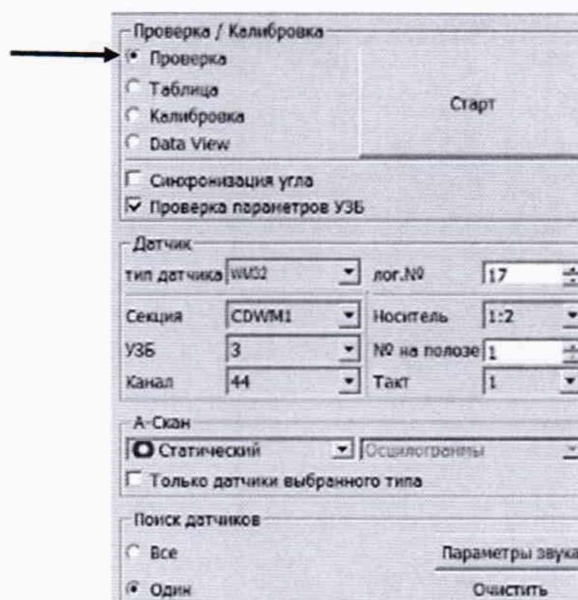 Проверка / Калибровка
Проверка
Таблица
Калибровка
Data View
Старт
Синхронизация угла
Проверка параметров УЗБ
Датчик
тип датчика WM32 лог.№ 17
Секция CDWM1 Носитель 1:2
УЗБ 3 № на полозе 1
Канал 44 Такт 1
А-Скан
Статический Осцилограммы
Только датчики выбранного типа
Поиск датчиков
Все Параметры звука
Один Очистить